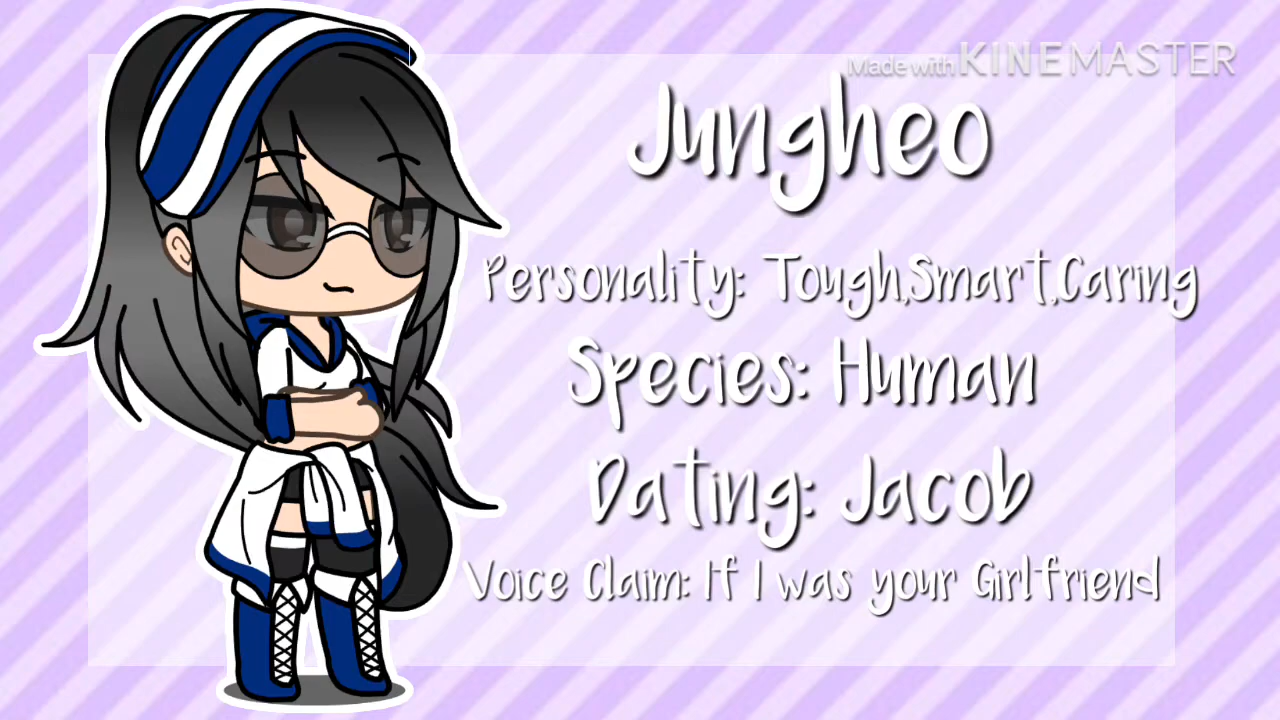 Made with KINEMASTER
Jungheo
Personality: Tough,Smart,Caring
Species: Human
Dating: Jacob
Voice Claim: If I was your Girlfriend